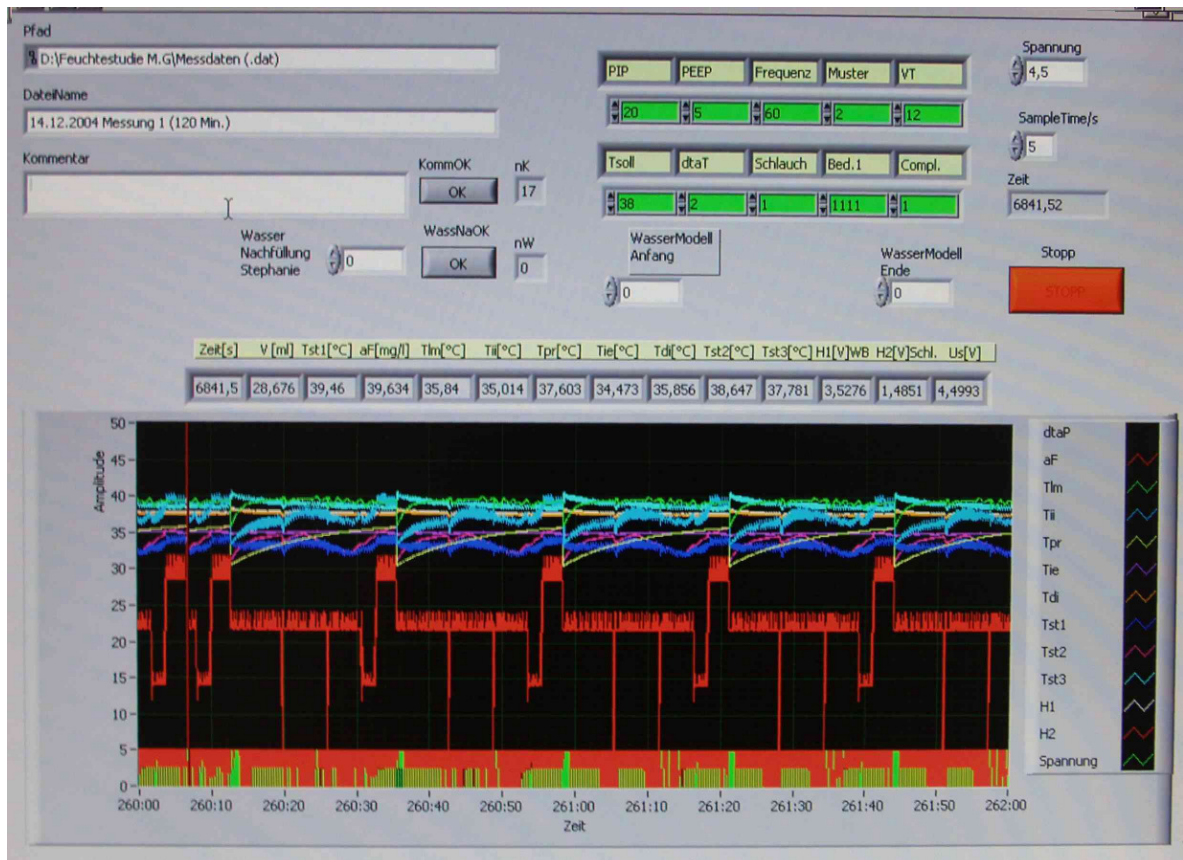 Pfad
% D:\Feuchtestudie M.G\Messdaten (.dat)
DateiName
14.12.2004 Messung 1 (120 Min.)
Kommentar
KommOK
OK
nK
17
Wasser
Nachfüllung
Stephanie
0
WassNaOK
OK
nW
0
PIP PEEP Frequenz Muster VT
20 5 60 2 12
Tsoll dtaT Schlauch Bed.1 Compl.
38 2 1 1111 1
WasserModell
Anfang
0
WasserModell
Ende
0
Spannung
4,5
SampleTime/s
5
Zeit
6841,52
Stopp
STOPP
Zeit[s] V [ml] Tst1[°C] aF[mg/l] Tlm[°C] Tii[°C] Tpr[°C] Tie[°C] Tdi[°C] Tst2[°C] Tst3[°C] H1[V]WB H2[V]Schl. Us[V]
6841,5 28,676 39,46 39,634 35,84 35,014 37,603 34,473 35,856 38,647 37,781 3,5276 1,4851 4,4993
Amplitude
50
45
40
35
30
25
20
15
10
5
0
260:00 260:10 260:20 260:30 260:40 260:50 261:00 261:10 261:20 261:30 261:40 261:50 262:00
Zeit
dtaP
aF
Tlm
Tii
Tpr
Tie
Tdi
Tst1
Tst2
Tst3
H1
H2
Spannung